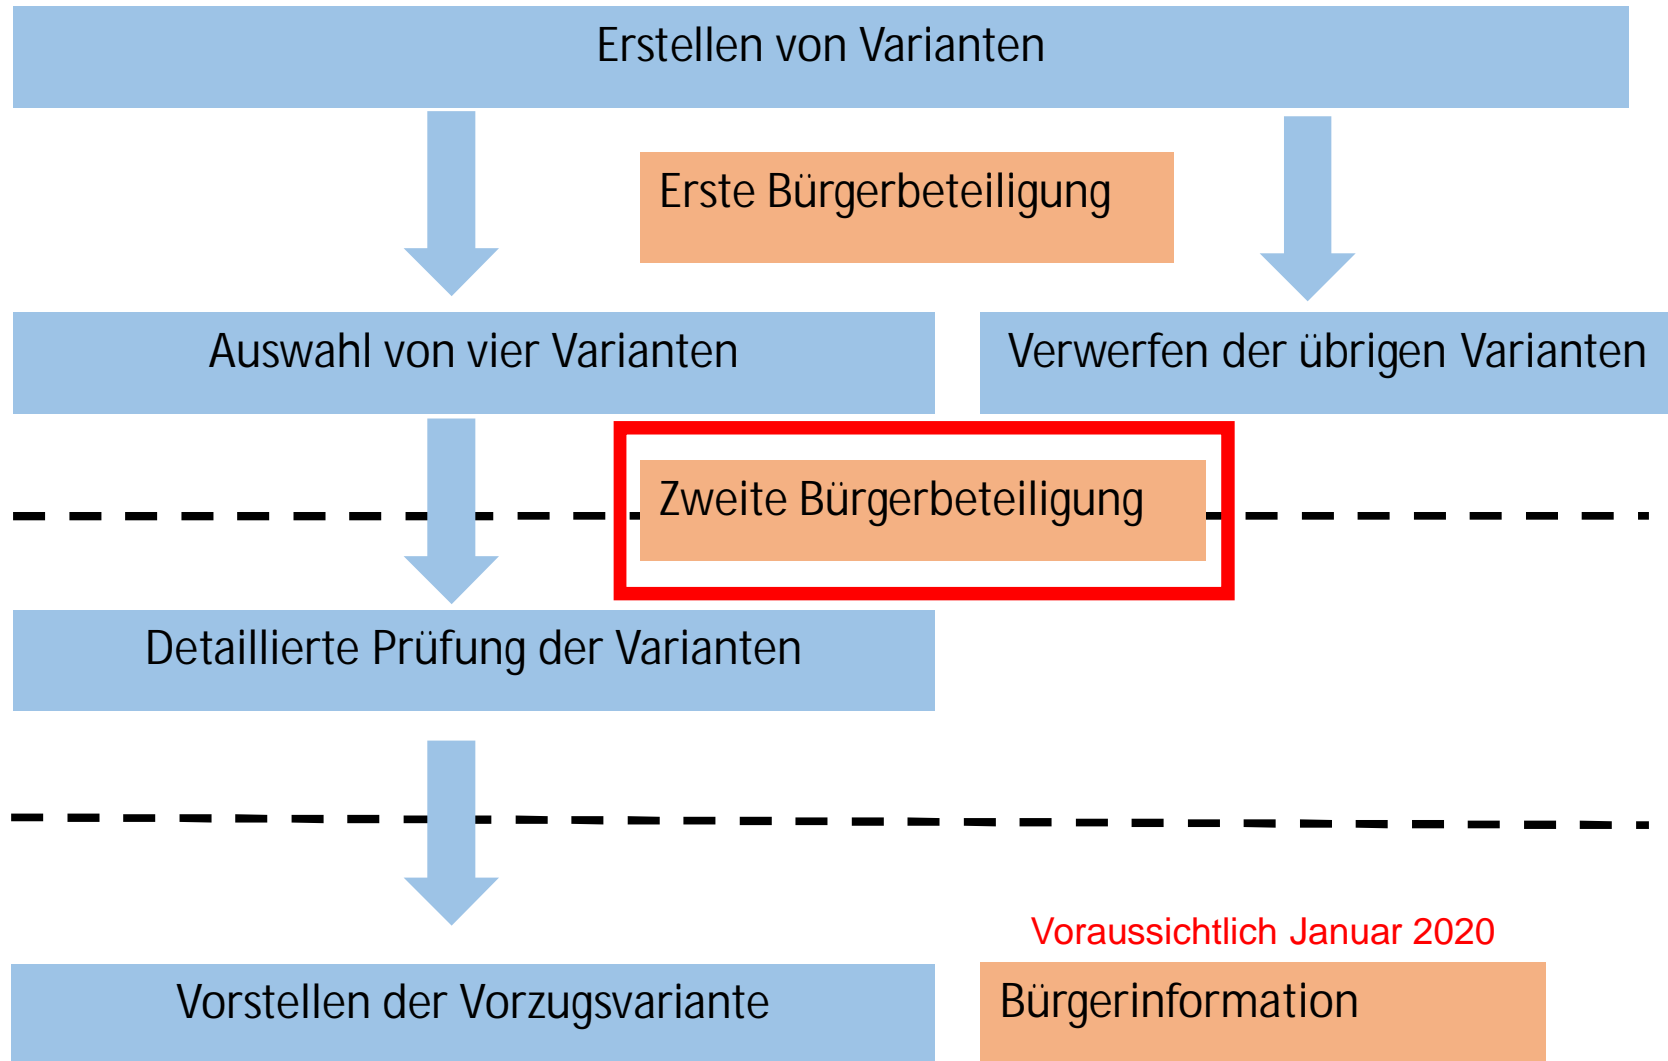 Erstellen von Varianten
Erste Bürgerbeteiligung
Auswahl von vier Varianten
Verwerfen der übrigen Varianten
Zweite Bürgerbeteiligung
Detaillierte Prüfung der Varianten
Voraussichtlich Januar 2020
Vorstellen der Vorzugsvariante
Bürgerinformation